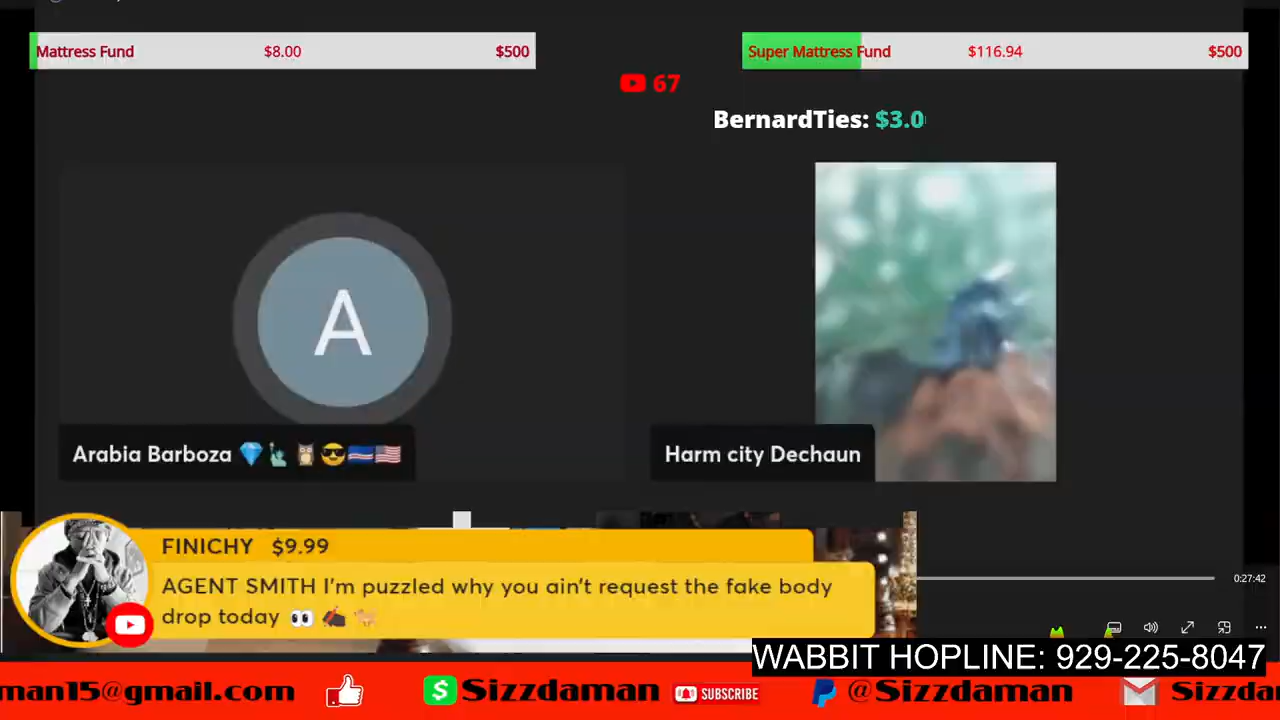 Mattress Fund $8.00 $500
Super Mattress Fund $116.94 $500
67
BernardTies: $3.0
A
Arabia Barboza 💎🗽🦉😎🇸🇻🇺🇸
Harm city Dechaun
FINICHY $9.99
AGENT SMITH I'm puzzled why you ain't request the fake body
drop today 👀
0:27:42
WABBIT HOPLINE: 929-225-8047
man15@gmail.com
$ Sizzdaman
SUBSCRIBE
@Sizzdaman
Sizzda